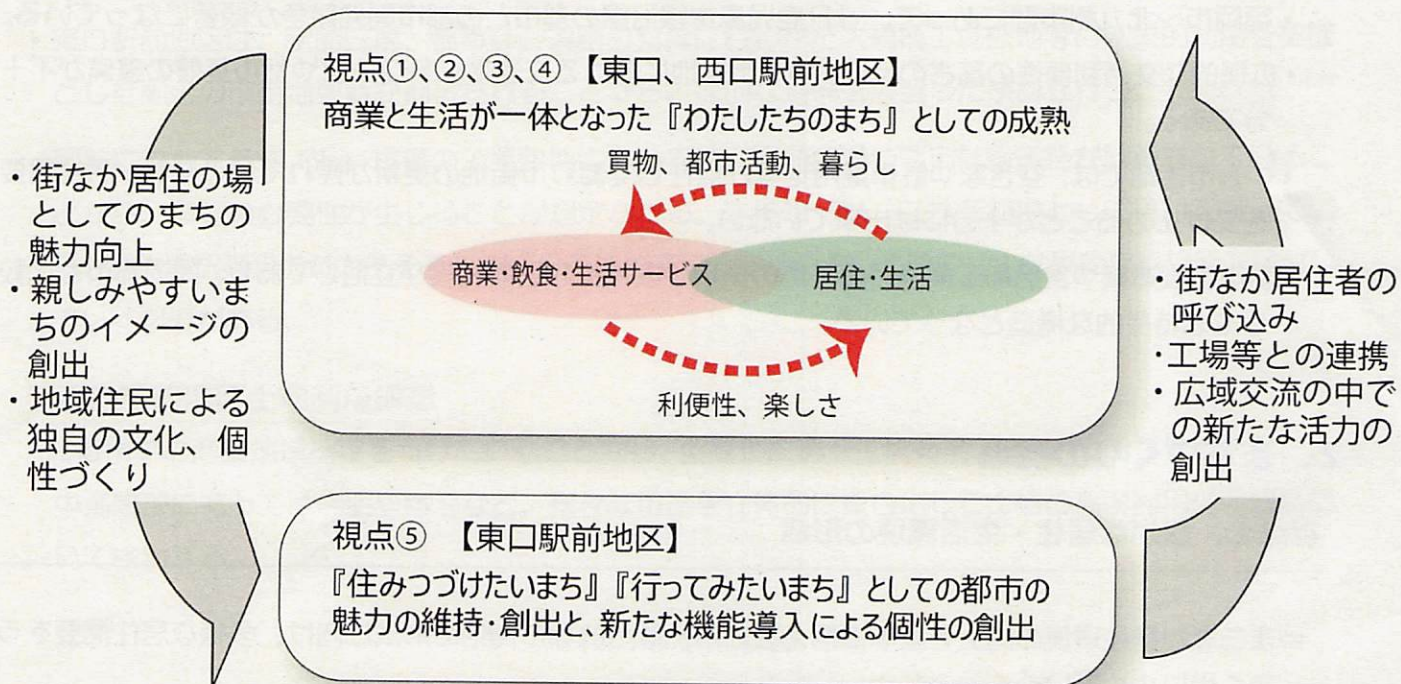 視点①、②、③、④ 【東口、西口駅前地区】
商業と生活が一体となった『わたしたちのまち』としての成熟
買物、都市活動、暮らし
商業・飲食・生活サービス
居住・生活
利便性、楽しさ
・街なか居住の場
としてのまちの
魅力向上
・親しみやすいま
ちのイメージの
創出
・地域住民による
独自の文化、個
性づくり
・街なか居住者の
呼び込み
・工場等との連携
・広域交流の中で
の新たな活力の
創出
視点⑤ 【東口駅前地区】
『住みつづけたいまち』『行ってみたいまち』としての都市の
魅力の維持・創出と、新たな機能導入による個性の創出